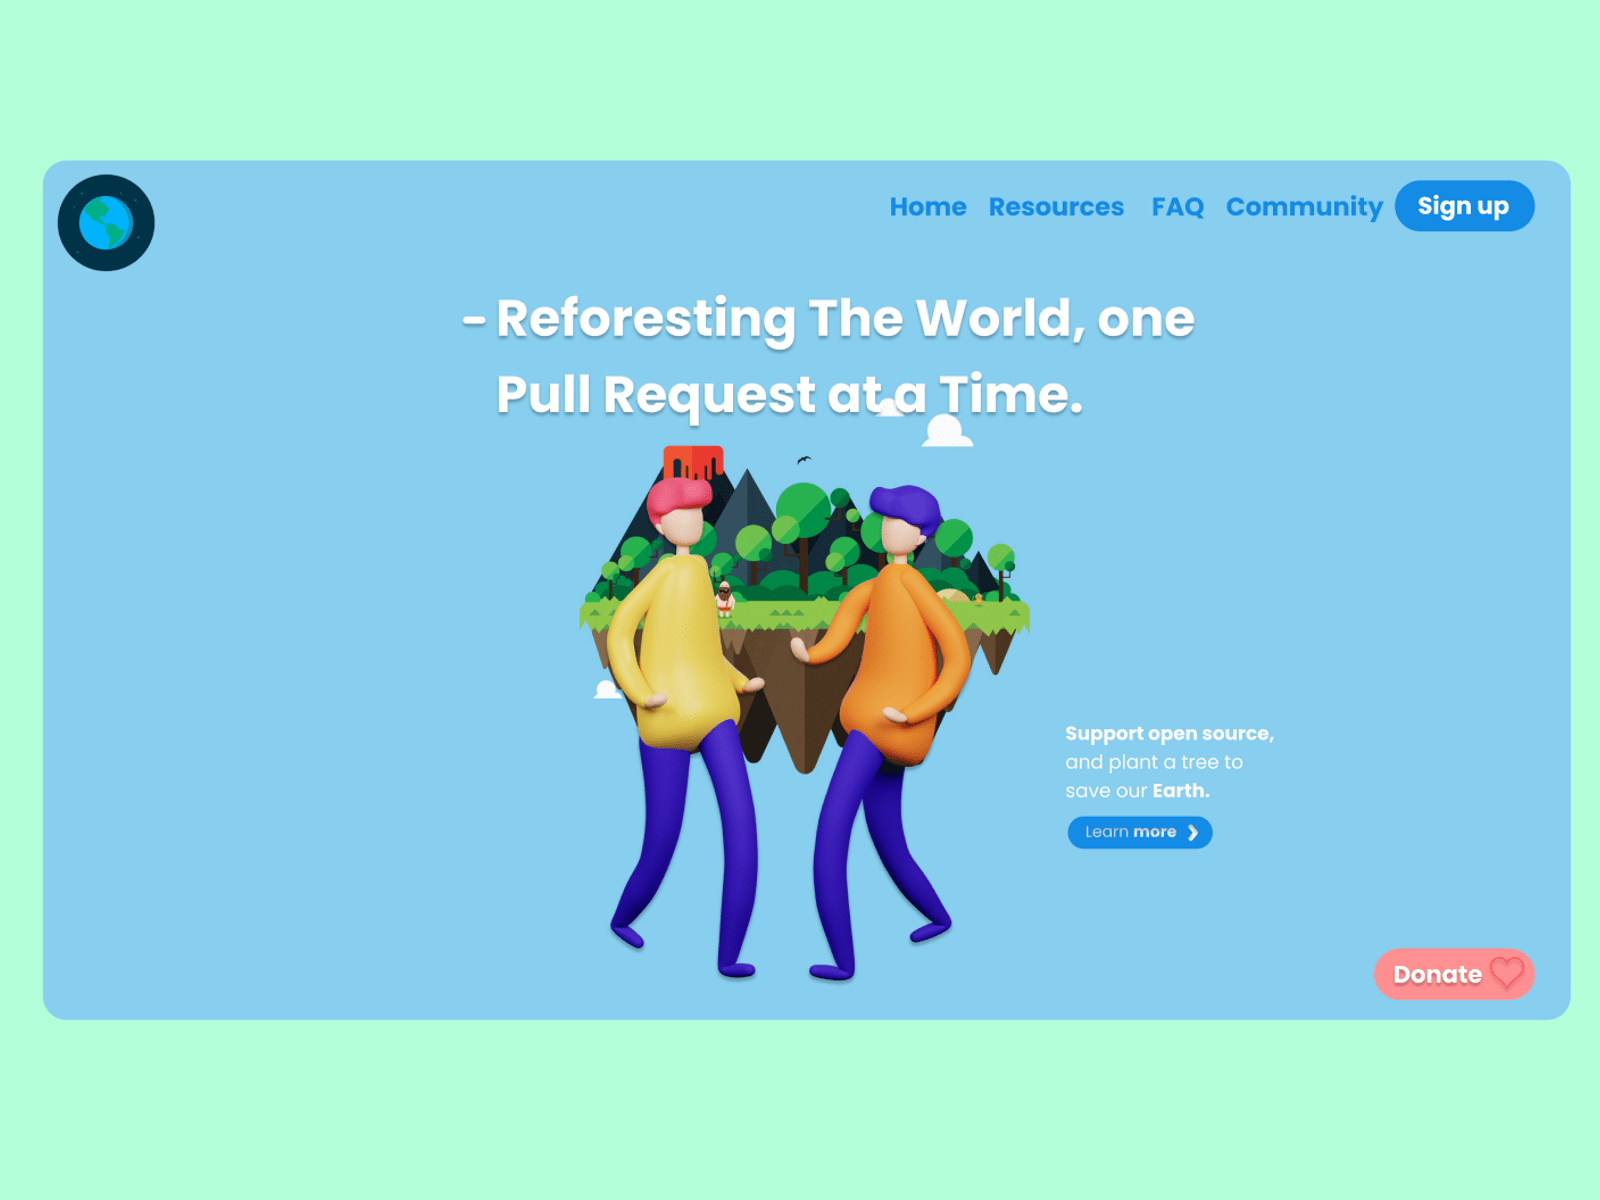 Home Resources FAQ Community Sign up
- Reforesting The World, one
Pull Request at a Time.
Support open source,
and plant a tree to
save our Earth.
Learn more
Donate